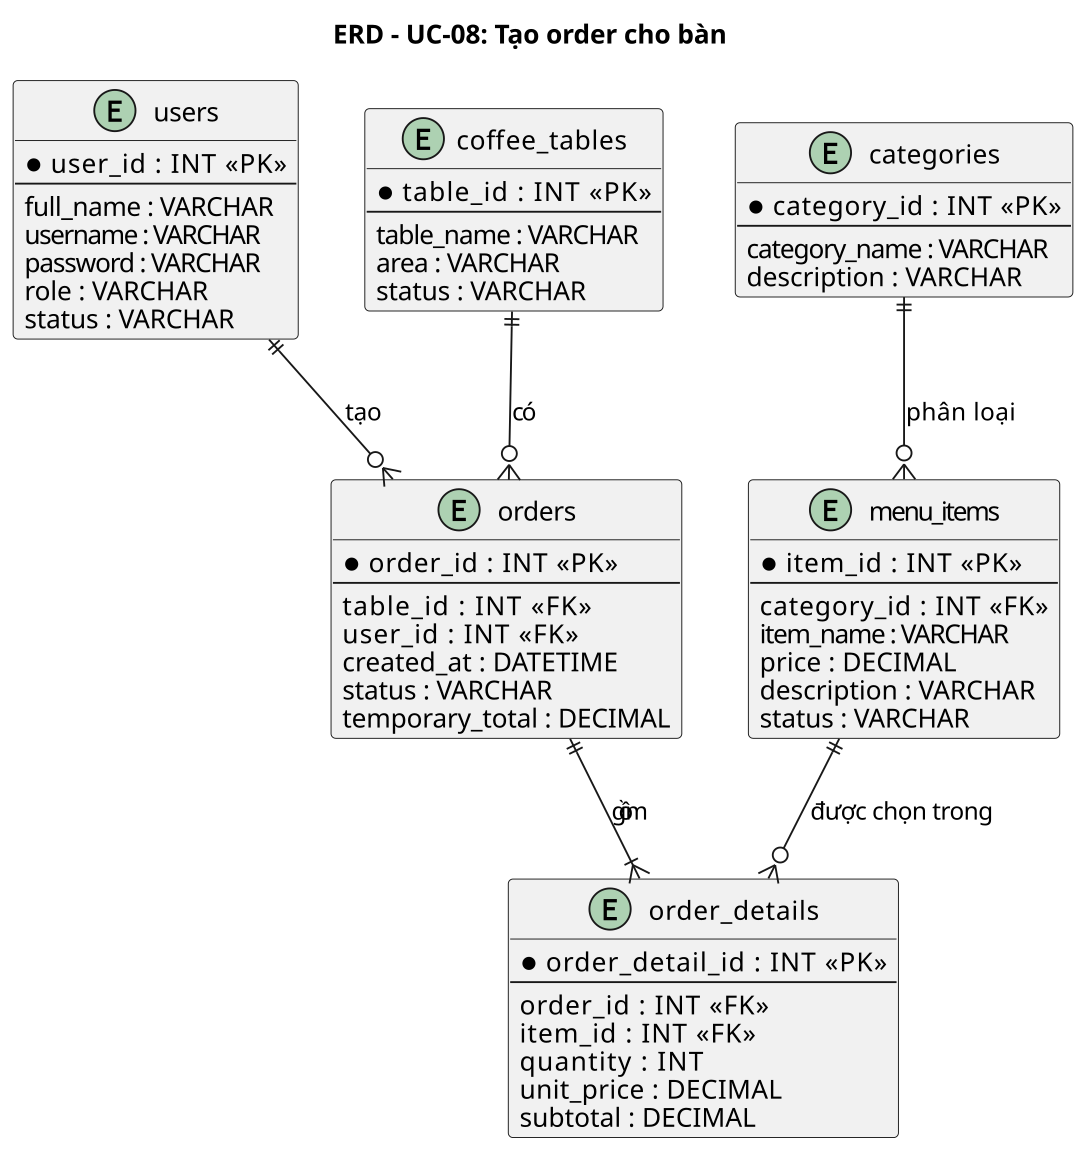 ERD - UC-08: Tạo order cho bàn
E users
user_id : INT «PK»
full_name : VARCHAR
username : VARCHAR
password : VARCHAR
role : VARCHAR
status : VARCHAR
E coffee_tables
table_id : INT «PK»
table_name : VARCHAR
area : VARCHAR
status : VARCHAR
E categories
category_id : INT «PK»
category_name : VARCHAR
description : VARCHAR
tạo
có
phân loại
E orders
order_id : INT «PK»
table_id : INT «FK»
user_id : INT «FK»
created_at : DATETIME
status : VARCHAR
temporary_total : DECIMAL
E menu_items
item_id : INT «PK»
category_id : INT «FK»
item_name : VARCHAR
price : DECIMAL
description : VARCHAR
status : VARCHAR
gồm
được chọn trong
E order_details
order_detail_id : INT «PK»
order_id : INT «FK»
item_id : INT «FK»
quantity : INT
unit_price : DECIMAL
subtotal : DECIMAL